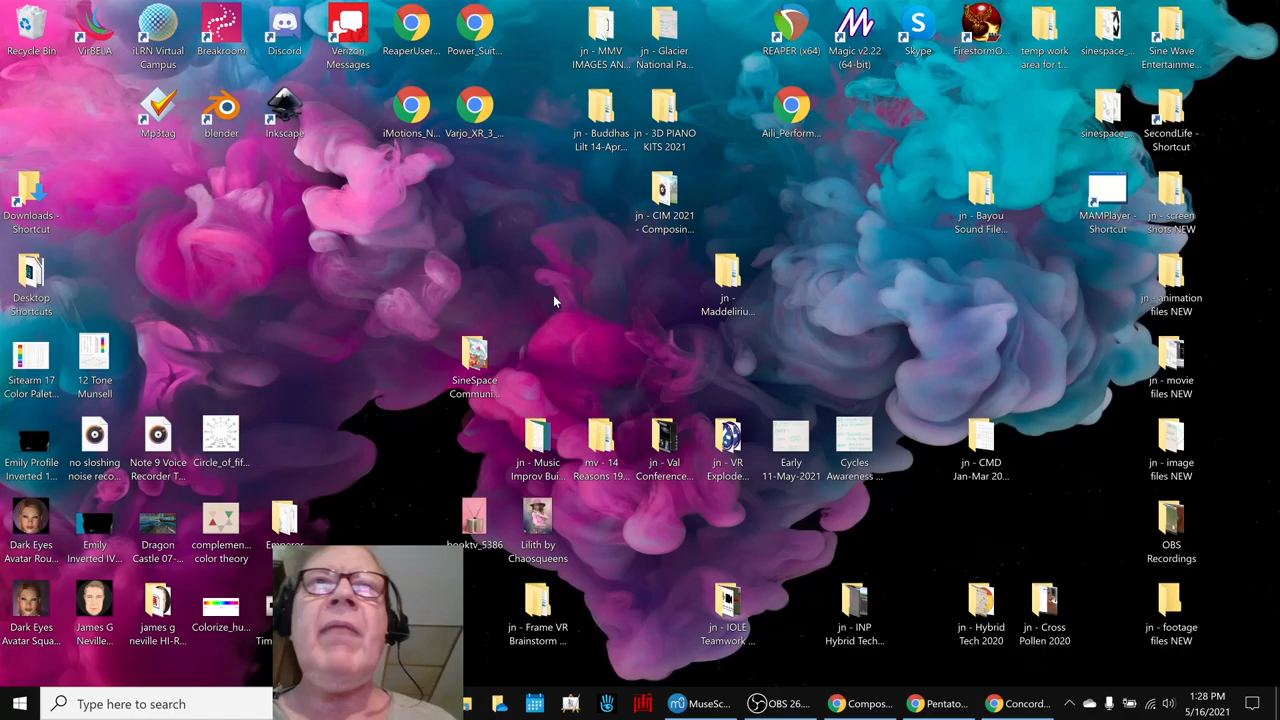 Recycle Bin
VirBELA
iLRN Virtual
Campus
Breakroom
Discord
Verizon
Messages
ReaperUser...
Power_Suit...
jn - MMV
IMAGES AN...
jn - Glacier
National Pa...
REAPER (x64)
Magic v2.22
(64-bit)
Skype
FirestormO...
temp work
area for t...
sinespace_...
Sine Wave
Entertainme...
Mp3tag
blender
Inkscape
iMotions_N...
Varjo_XR_3_...
jn - Buddhas
Lilt 14-Apr...
jn - 3D PIANO
KITS 2021
Aili_Perform...
sinespace_...
SecondLife -
Shortcut
Downloads -
Shortcut
jn - CIM 2021
- Composin...
jn - Bayou
Sound File...
MAMPlayer -
Shortcut
jn - screen
shots NEW
Desktop
Shortcuts
jn -
Maddeliriu...
jn - animation
files NEW
Sitearm 17
Color Palet...
12 Tone
Munsell
SineSpace
Communi...
jn - movie
files NEW
Emily Profile
Inverted 1...
no sloshing
noise reco...
Note 9 Voice
Recorder T...
Circle_of_fif...
jn - Music
Improv Bui...
mv - 14
Reasons 19...
jn - Val
Conference...
jn - VR
Explode...
Early
11-May-2021
Cycles
Awareness ...
jn - CMD
Jan-Mar 20...
jn - image
files NEW
Dark Eyes
Avatar Rou...
Emily
Inverted IV...
Dragon
Castle 07-...
complemen...
color theory
booktv_5386
Lilith by
Chaosqueens
OBS
Recordings
Dark Eyes
Avatar Squa...
James G
Neville...
james g
neville HI-R...
Colorize_hu...
jn - Frame VR
Brainstorm ...
jn - IOLE
Teamwork ...
jn - INP
Hybrid Tech...
jn - Hybrid
Tech 2020
jn - Cross
Pollen 2020
jn - footage
files NEW
Type here to search
MuseSc...
OBS 26....
Compos...
Pentato...
Concord...
1:28 PM
5/16/2021